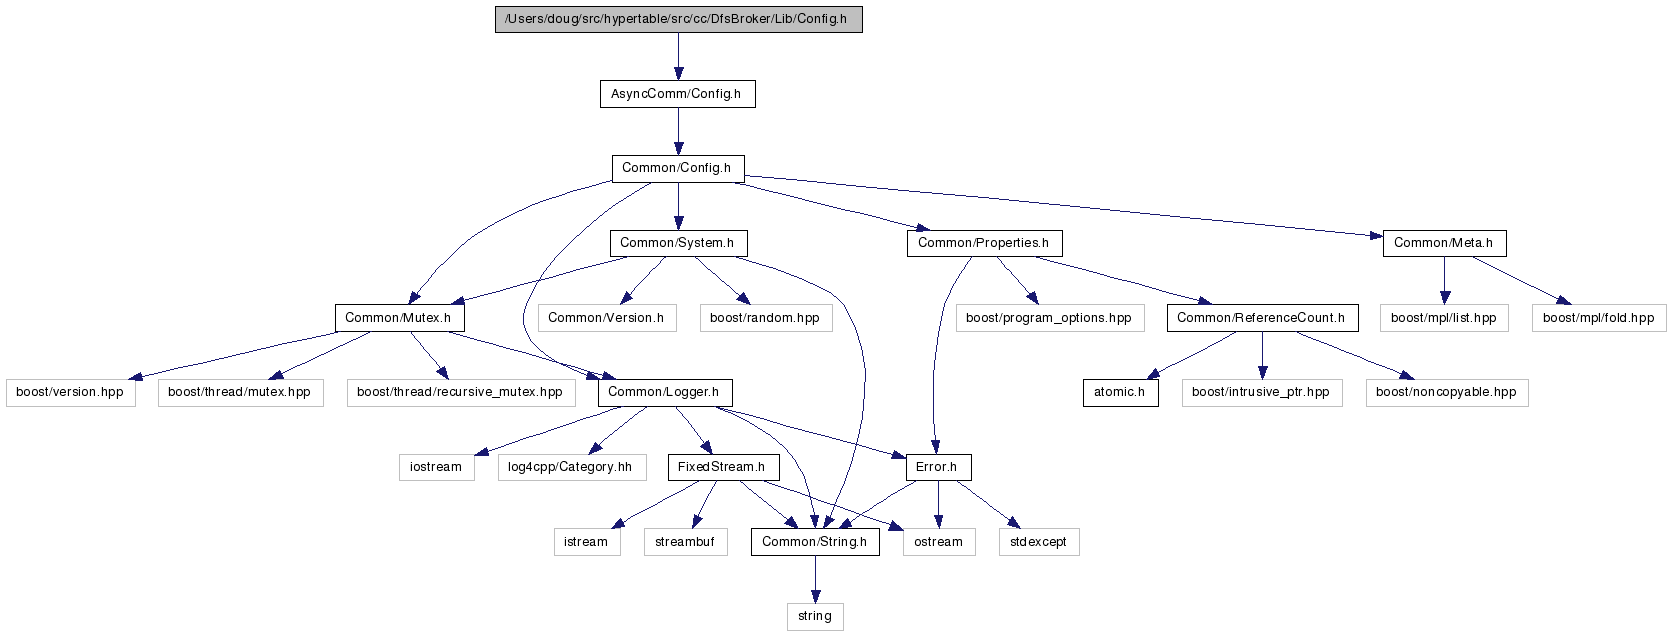 /Users/doug/src/hypertable/src/cc/DfsBroker/Lib/Config.h
AsyncComm/Config.h
Common/Config.h
Common/System.h
Common/Properties.h
Common/Meta.h
Common/Mutex.h
Common/Version.h
boost/random.hpp
boost/program_options.hpp
Common/ReferenceCount.h
boost/mpl/list.hpp
boost/mpl/fold.hpp
boost/version.hpp
boost/thread/mutex.hpp
boost/thread/recursive_mutex.hpp
Common/Logger.h
atomic.h
boost/intrusive_ptr.hpp
boost/noncopyable.hpp
iostream
log4cpp/Category.hh
FixedStream.h
Error.h
istream
streambuf
Common/String.h
ostream
stdexcept
string